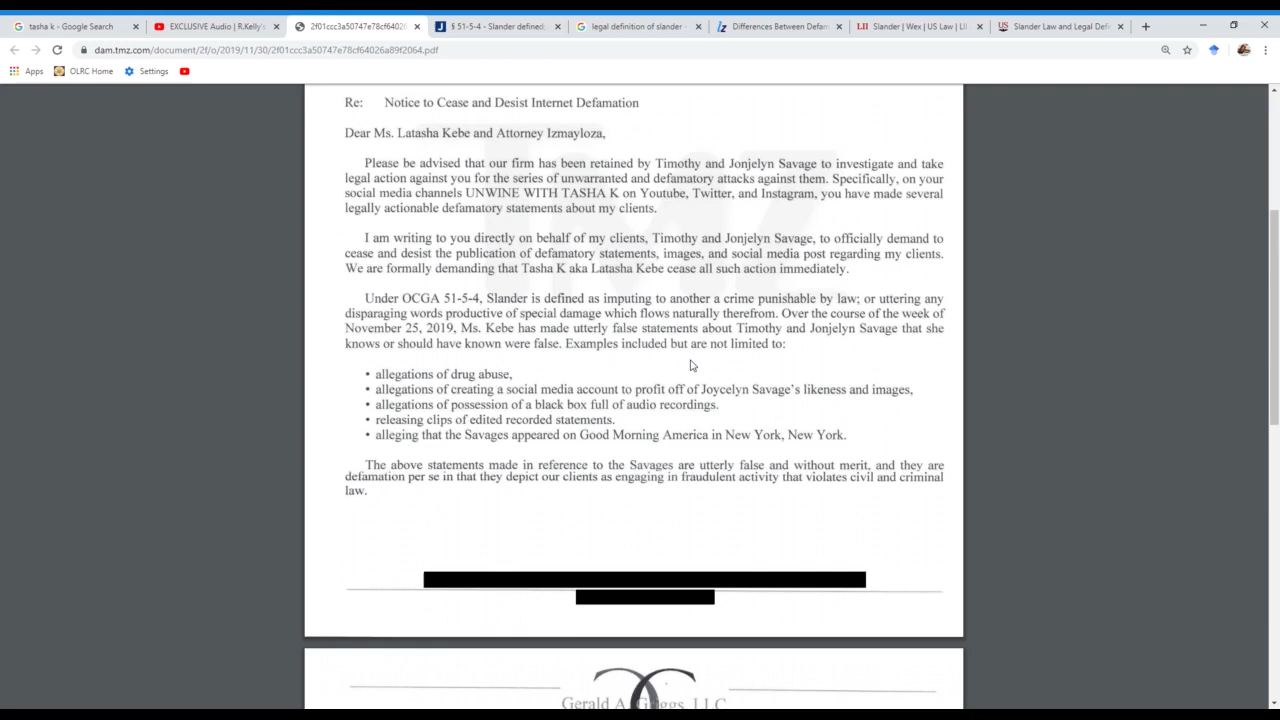 tasha k - Google Search
EXCLUSIVE Audio | R.Kelly's
2f01ccc3a50747e78cf64026
§ 51-5-4 - Slander defined;
legal definition of slander -
Differences Between Defam
Slander | Wex | US Law | LII
Slander Law and Legal Defi
dam.tmz.com/document/2f/o/2019/11/30/2f01ccc3a50747e78cf64026a89f2064.pdf
Apps
OLRC Home
Settings
TMZ
Re: Notice to Cease and Desist Internet Defamation
Dear Ms. Latasha Kebe and Attorney Izmayloza,
Please be advised that our firm has been retained by Timothy and Jonjelyn Savage to investigate and take
legal action against you for the series of unwarranted and defamatory attacks against them. Specifically, on your
social media channels UNWINE WITH TASHA K on Youtube, Twitter, and Instagram, you have made several
legally actionable defamatory statements about my clients.
I am writing to you directly on behalf of my clients, Timothy and Jonjelyn Savage, to officially demand to
cease and desist the publication of defamatory statements, images, and social media post regarding my clients.
We are formally demanding that Tasha K aka Latasha Kebe cease all such action immediately.
Under OCGA 51-5-4, Slander is defined as imputing to another a crime punishable by law; or uttering any
disparaging words productive of special damage which flows naturally therefrom. Over the course of the week of
November 25, 2019, Ms. Kebe has made utterly false statements about Timothy and Jonjelyn Savage that she
knows or should have known were false. Examples included but are not limited to:
• allegations of drug abuse,
• allegations of creating a social media account to profit off of Joycelyn Savage's likeness and images,
• allegations of possession of a black box full of audio recordings.
• releasing clips of edited recorded statements.
• alleging that the Savages appeared on Good Morning America in New York, New York.
The above statements made in reference to the Savages are utterly false and without merit, and they are
defamation per se in that they depict our clients as engaging in fraudulent activity that violates civil and criminal
law.
Gerald A. Griggs, LLC